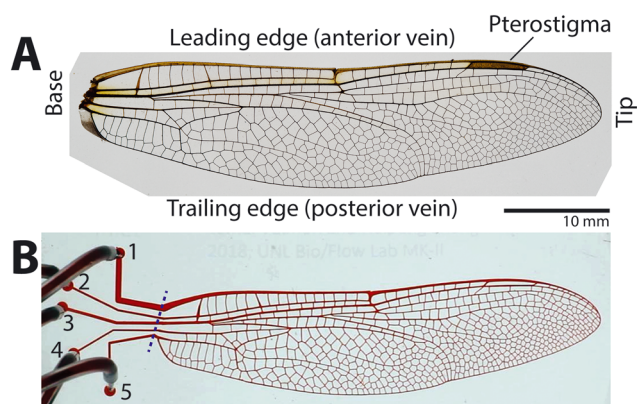 A
Leading edge (anterior vein)
Pterostigma
Base
Tip
Trailing edge (posterior vein)
10 mm
B
2018, UNL Bio/Flow Lab MK-II
1
2
3
4
5